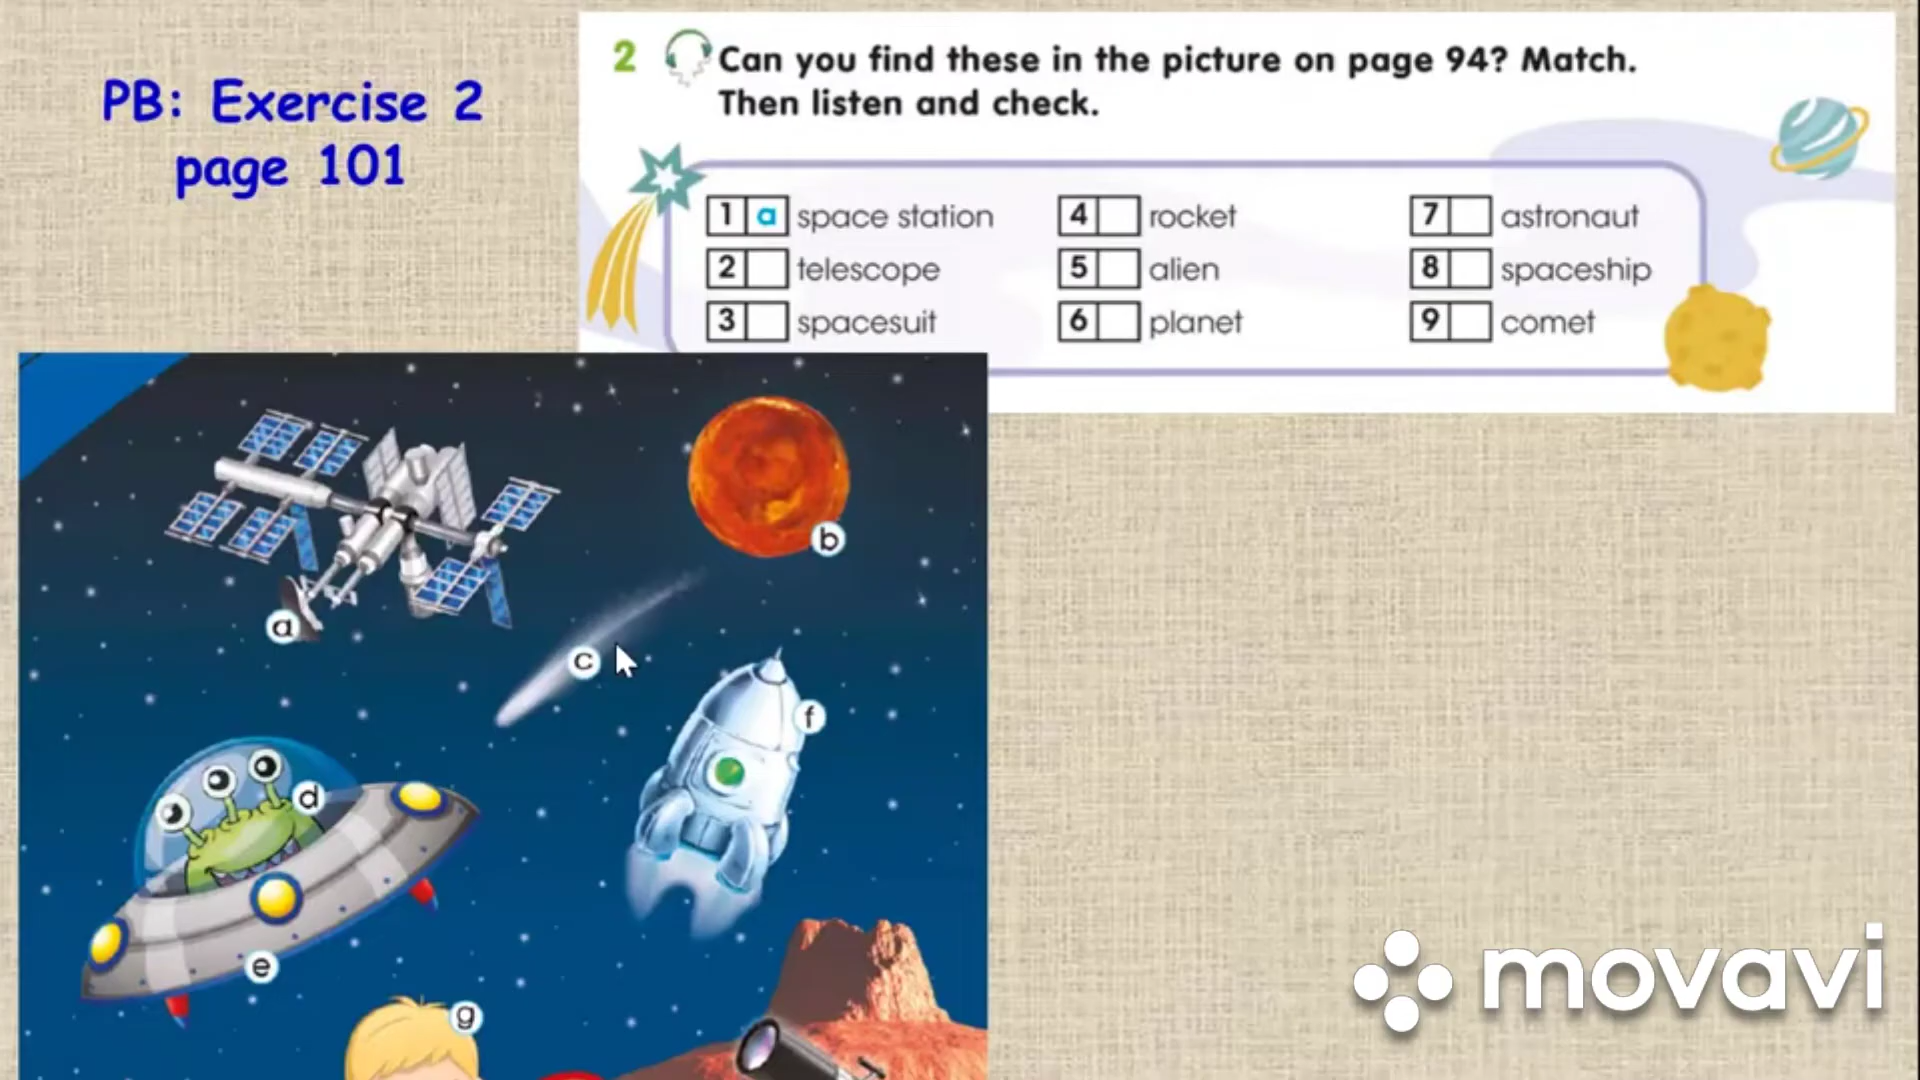 PB: Exercise 2
page 101
2 Can you find these in the picture on page 94? Match.
Then listen and check.
1 a space station
2 telescope
3 spacesuit
4 rocket
5 alien
6 planet
7 astronaut
8 spaceship
9 comet
a
b
c
f
d
e
g
movavi